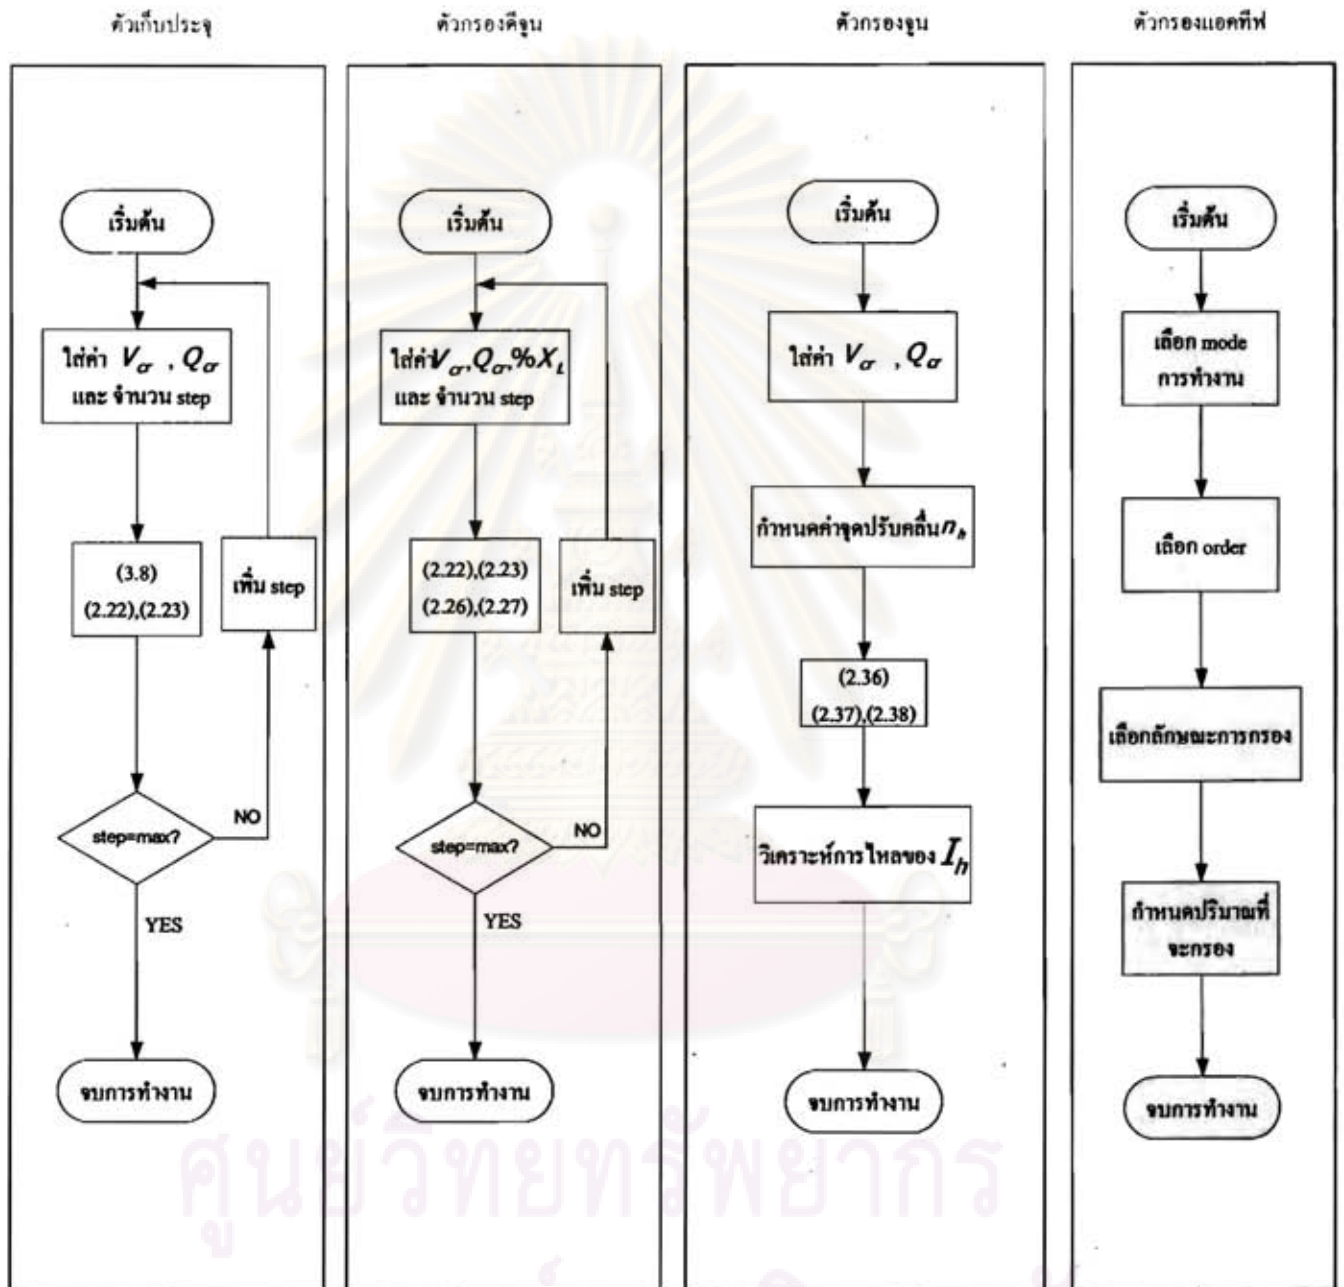 ตัวเก็บประจุ
เริ่มต้น
ใส่ค่า V_cr , Q_cr
และ จำนวน step
(3.8)
(2.22),(2.23)
เพิ่ม step
step=max?
NO
YES
จบการทำงาน
ตัวกรองดีจูน
เริ่มต้น
ใส่ค่าV_cr,Q_cr,%X_L
และ จำนวน step
(2.22),(2.23)
(2.26),(2.27)
เพิ่ม step
step=max?
NO
YES
จบการทำงาน
ตัวกรองจูน
เริ่มต้น
ใส่ค่า V_cr , Q_cr
กำหนดค่าจุดปรับคลื่น n_h
(2.36)
(2.37),(2.38)
วิเคราะห์การไหลของ I_h
จบการทำงาน
ตัวกรองแอคทีฟ
เริ่มต้น
เลือก mode
การทำงาน
เลือก order
เลือกลักษณะการกรอง
กำหนดปริมาณที่
จะกรอง
จบการทำงาน
ศูนย์วิทยทรัพยากร